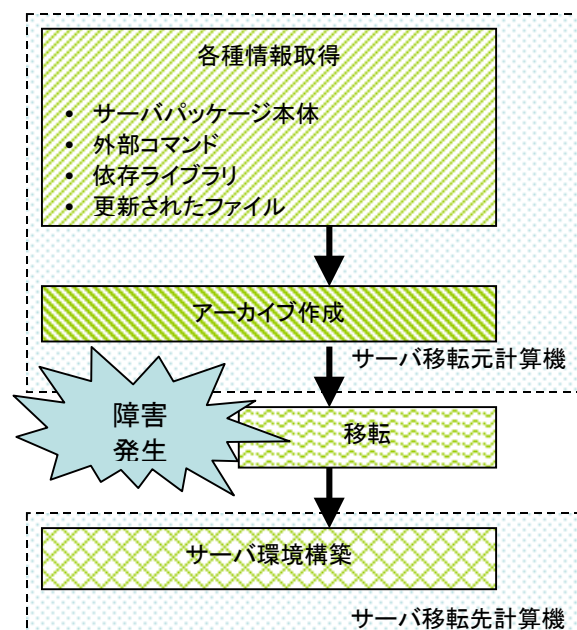 各種情報取得
• サーバパッケージ本体
• 外部コマンド
• 依存ライブラリ
• 更新されたファイル
アーカイブ作成
サーバ移転元計算機
障害
発生
移転
サーバ環境構築
サーバ移転先計算機